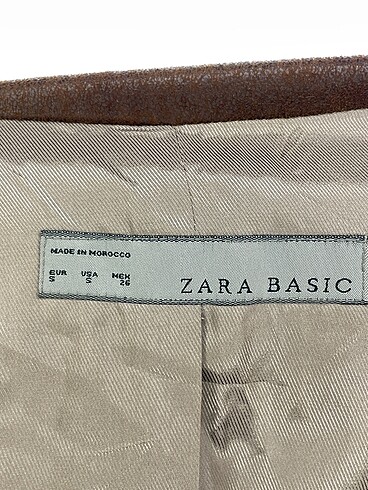 MADE IN MOROCCO
EUR USA MEX
S S 26
ZARA BASIC